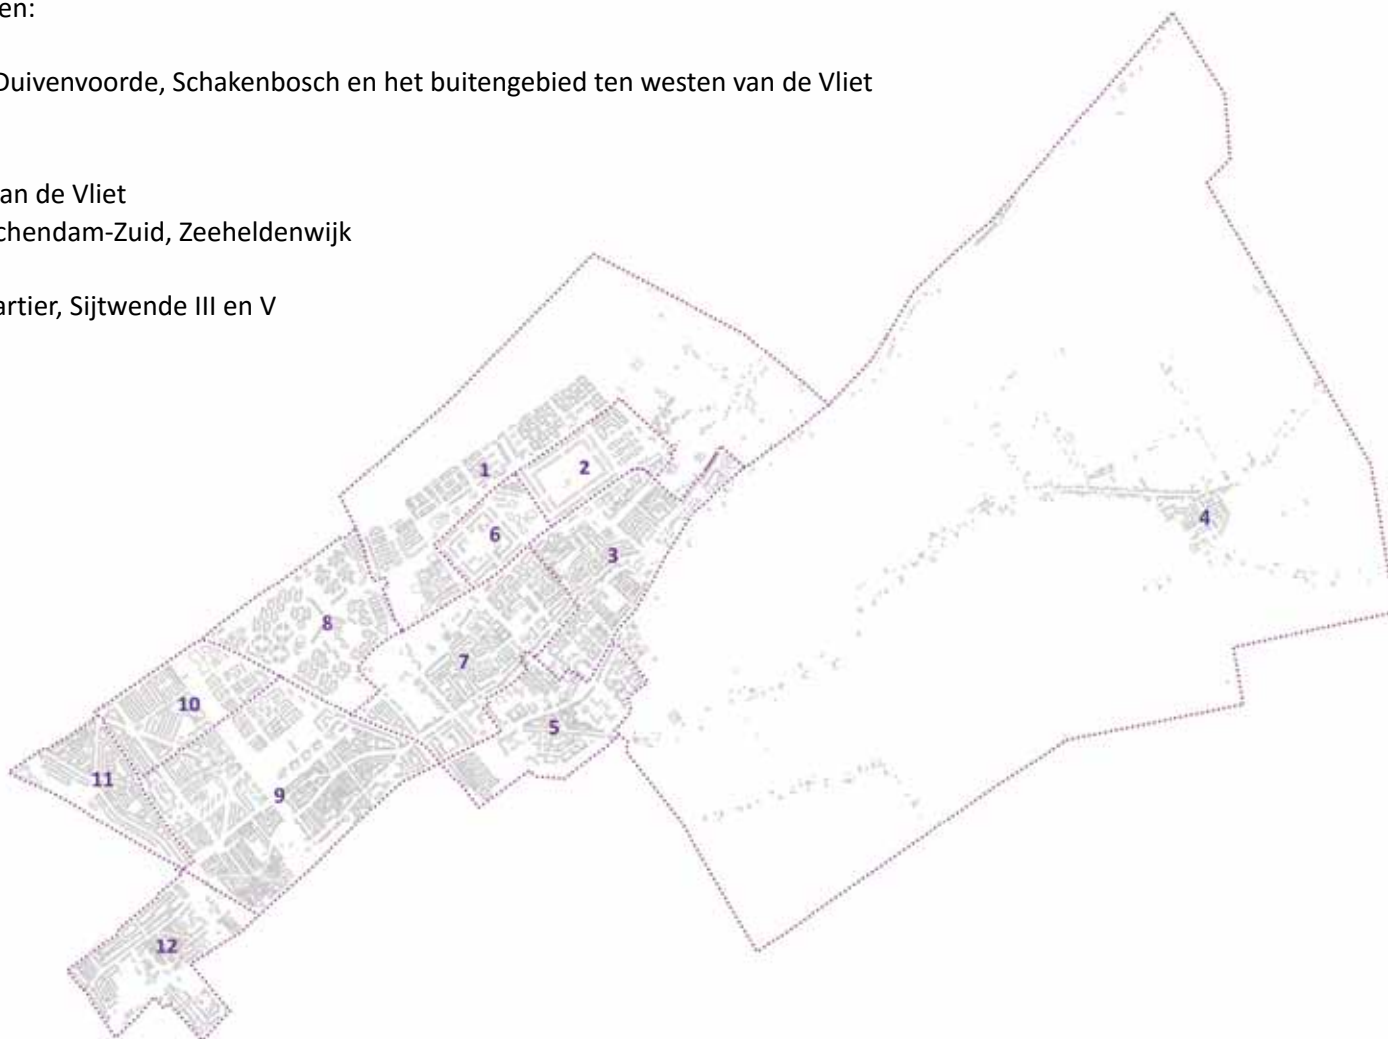 en:
Duivenvoorde, Schakenbosch en het buitengebied ten westen van de Vliet
an de Vliet
chendam-Zuid, Zeeheldenwijk
artier, Sijtwende III en V
1
2
6
3
4
8
7
10
5
11
9
12